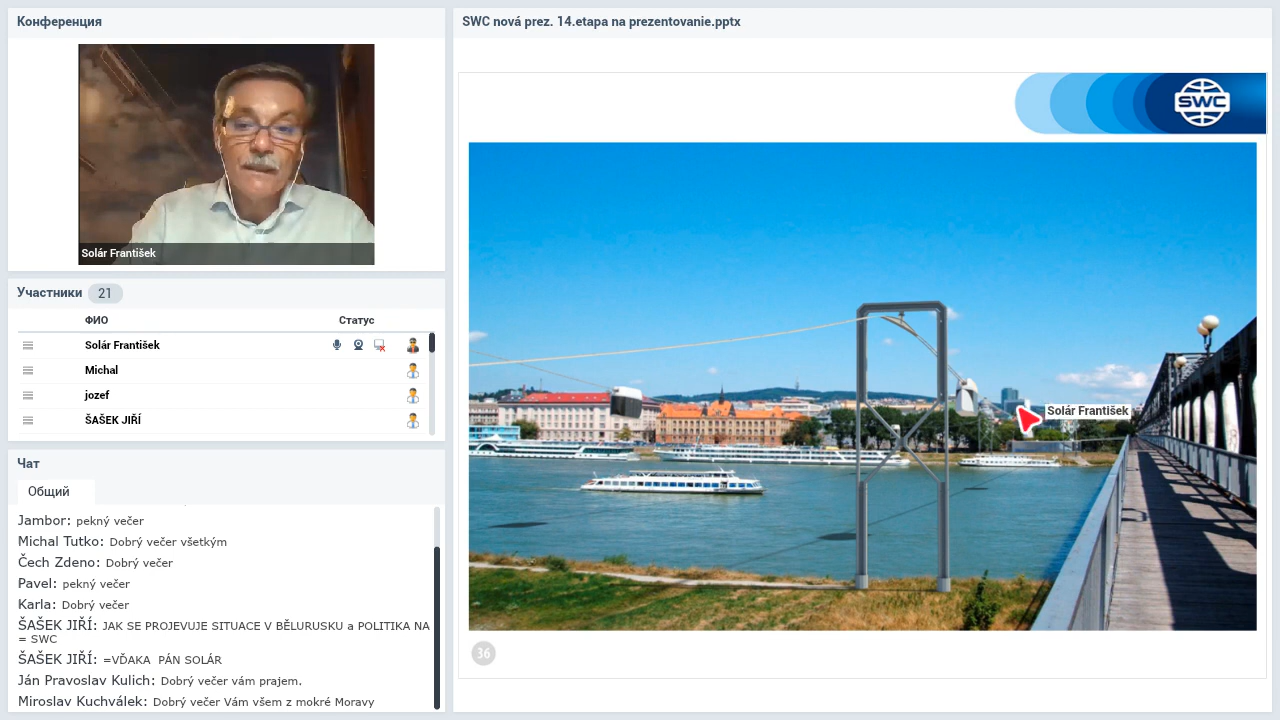 Конференция
Solár František
Участники 21
ФИО Статус
Solár František
Michal
jozef
ŠAŠEK JIŘÍ
Чат
Общий
Jambor: pekný večer
Michal Tutko: Dobrý večer všetkým
Čech Zdeno: Dobrý večer
Pavel: pekný večer
Karla: Dobrý večer
ŠAŠEK JIŘÍ: JAK SE PROJEVUJE SITUACE V BĚLURUSKU a POLITIKA NA
= SWC
ŠAŠEK JIŘÍ: =VĎAKA PÁN SOLÁR
Ján Pravoslav Kulich: Dobrý večer vám prajem.
Miroslav Kuchválek: Dobrý večer Vám všem z mokré Moravy
SWC nová prez. 14.etapa na prezentovanie.pptx
SWC
Solár František
36